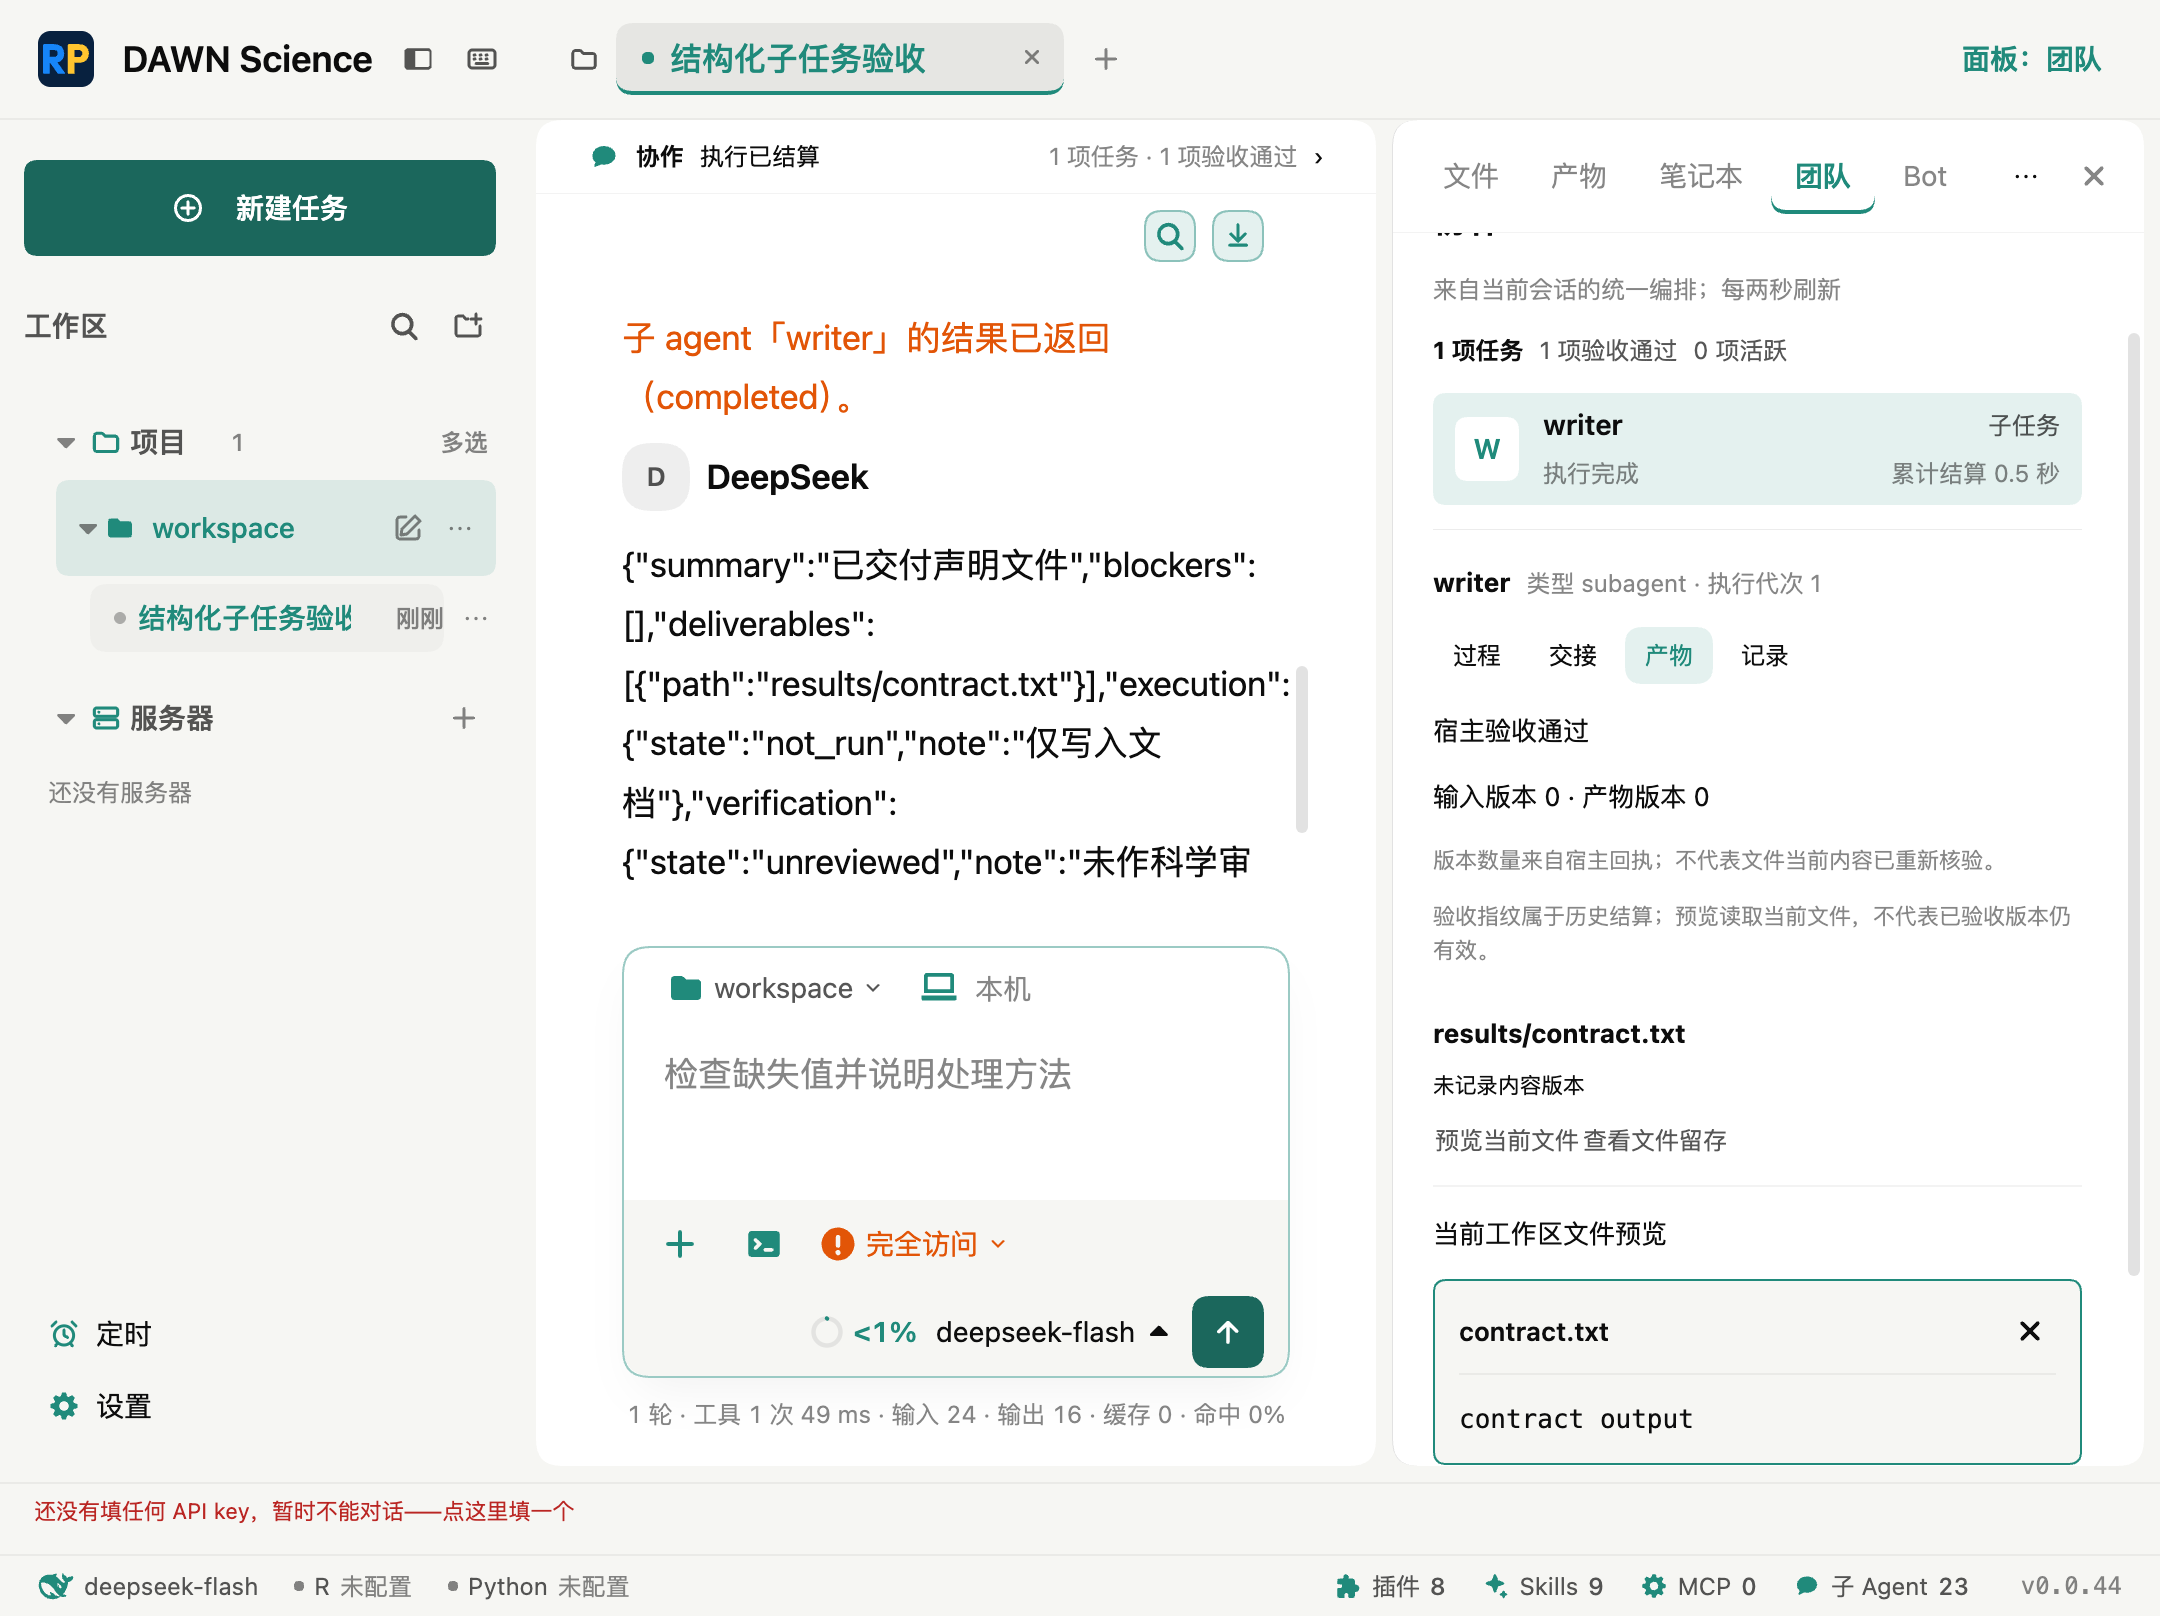 RP DAWN Science
结构化子任务验收
面板：团队
新建任务
工作区
项目 1 多选
workspace
结构化子任务验收 刚刚
服务器
还没有服务器
定时
设置
协作 执行已结算 1 项任务 · 1 项验收通过
子 agent「writer」的结果已返回
（completed）。
D DeepSeek
{"summary":"已交付声明文件","blockers":
[],"deliverables":
[{"path":"results/contract.txt"}],"execution":
{"state":"not_run","note":"仅写入文
档"},"verification":
{"state":"unreviewed","note":"未作科学审
workspace 本机
检查缺失值并说明处理方法
完全访问
<1% deepseek-flash
1 轮 · 工具 1 次 49 ms · 输入 24 · 输出 16 · 缓存 0 · 命中 0%
文件 产物 笔记本 团队 Bot
来自当前会话的统一编排；每两秒刷新
1 项任务 1 项验收通过 0 项活跃
W writer 子任务
执行完成 累计结算 0.5 秒
writer 类型 subagent · 执行代次 1
过程 交接 产物 记录
宿主验收通过
输入版本 0 · 产物版本 0
版本数量来自宿主回执；不代表文件当前内容已重新核验。
验收指纹属于历史结算；预览读取当前文件，不代表已验收版本仍
有效。
results/contract.txt
未记录内容版本
预览当前文件 查看文件留存
当前工作区文件预览
contract.txt
contract output
还没有填任何 API key，暂时不能对话——点这里填一个
deepseek-flash R 未配置 Python 未配置
插件 8 Skills 9 MCP 0 子 Agent 23 v0.0.44